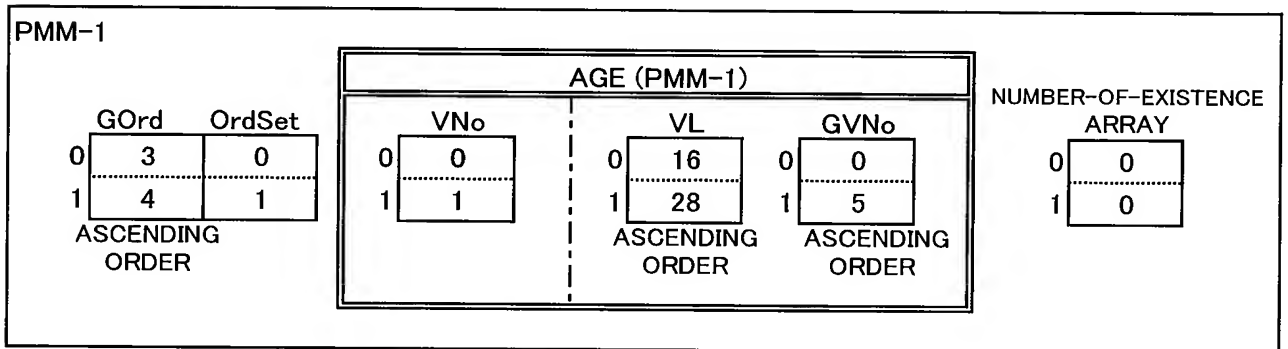 PMM-1
AGE (PMM-1)
NUMBER-OF-EXISTENCE
ARRAY
GOrd OrdSet VNo VL GVNo
0 3 0 0 0 0 16 0 0 0 0
1 4 1 1 1 1 28 1 5 1 0
ASCENDING
ORDER
ASCENDING
ORDER
ASCENDING
ORDER